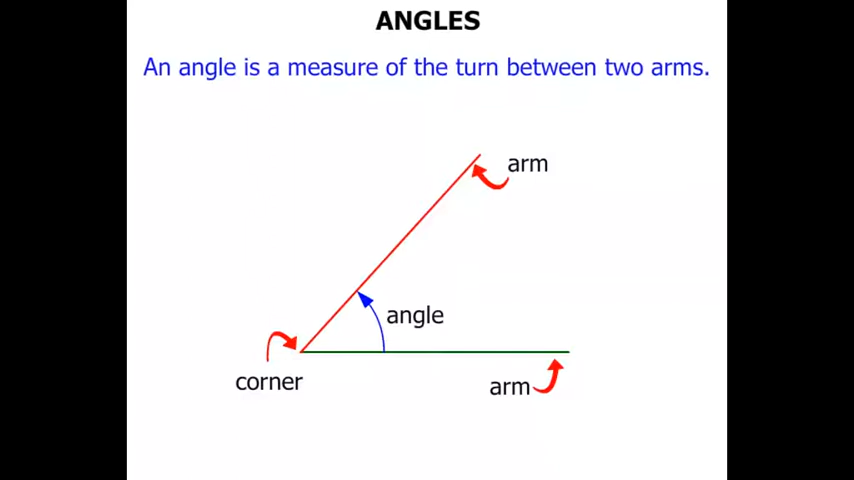 ANGLES
An angle is a measure of the turn between two arms.
arm
angle
corner
arm